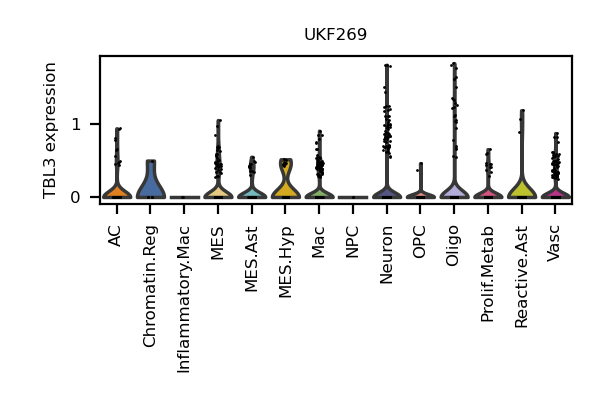 UKF269
TBL3 expression
1
0
AC
Chromatin.Reg
Inflammatory.Mac
MES
MES.Ast
MES.Hyp
Mac
NPC
Neuron
OPC
Oligo
Prolif.Metab
Reactive.Ast
Vasc